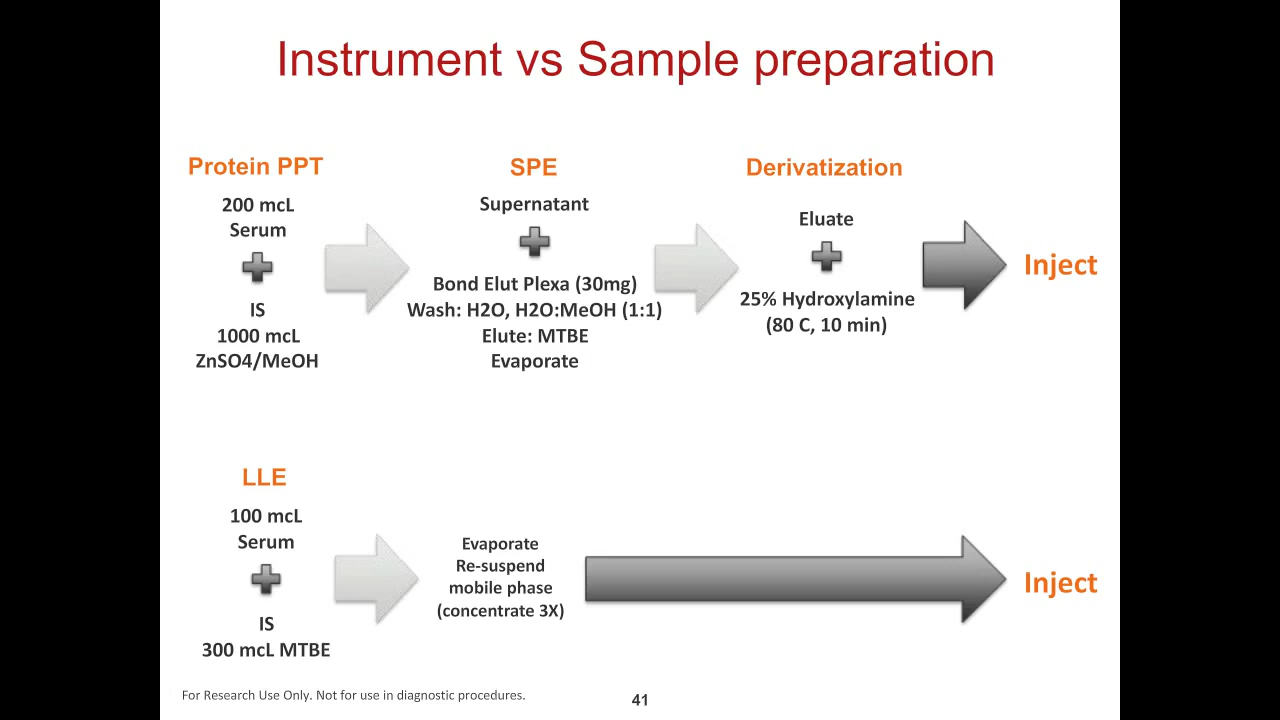 Instrument vs Sample preparation
Protein PPT
200 mcL
Serum
IS
1000 mcL
ZnSO4/MeOH
SPE
Supernatant
Bond Elut Plexa (30mg)
Wash: H2O, H2O:MeOH (1:1)
Elute: MTBE
Evaporate
Derivatization
Eluate
25% Hydroxylamine
(80 C, 10 min)
Inject
LLE
100 mcL
Serum
IS
300 mcL MTBE
Evaporate
Re-suspend
mobile phase
(concentrate 3X)
Inject
For Research Use Only. Not for use in diagnostic procedures.
41